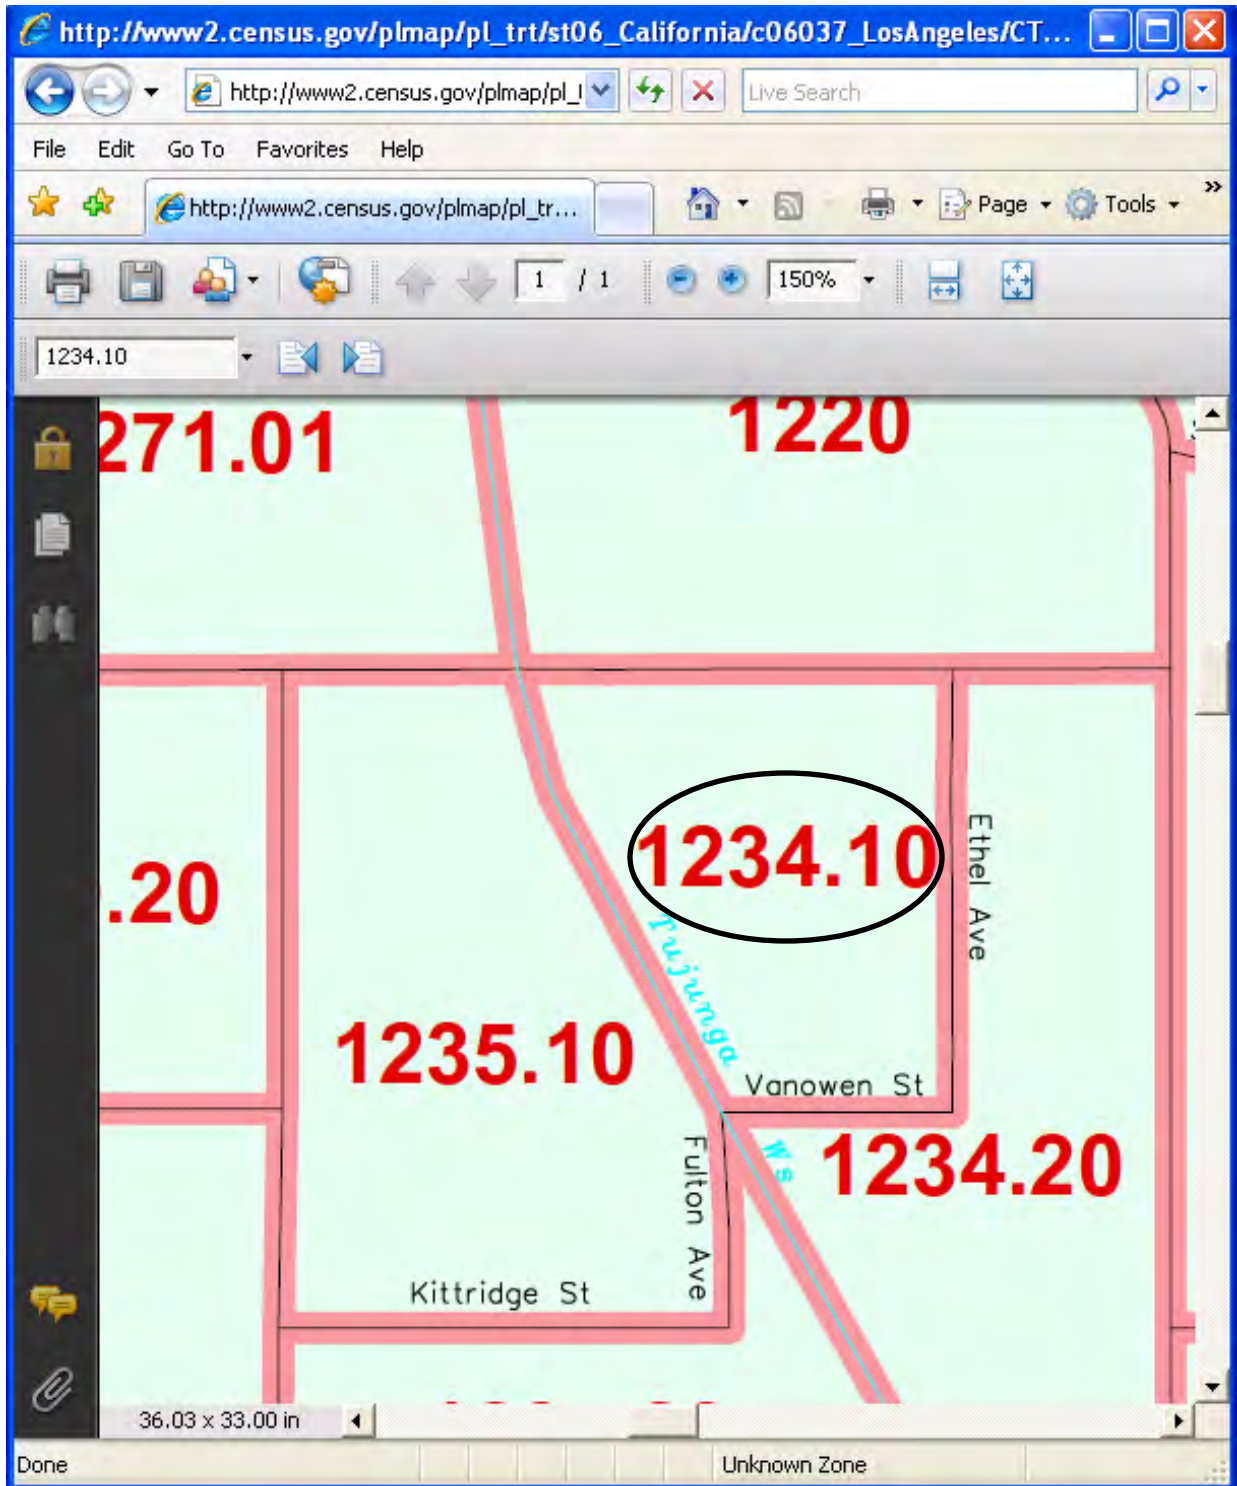 http://www2.census.gov/plmap/pl_trt/st06_California/c06037_LosAngeles/CT...
http://www2.census.gov/plmap/pl_
Live Search
File Edit Go To Favorites Help
http://www2.census.gov/plmap/pl_tr...
Page Tools »
1 / 1 150%
1234.10
271.01
1220
1234.10
Ethel Ave
.20
Tujunga
1235.10
Vanowen St
Ws
1234.20
Fulton Ave
Kittridge St
36.03 x 33.00 in
Done
Unknown Zone